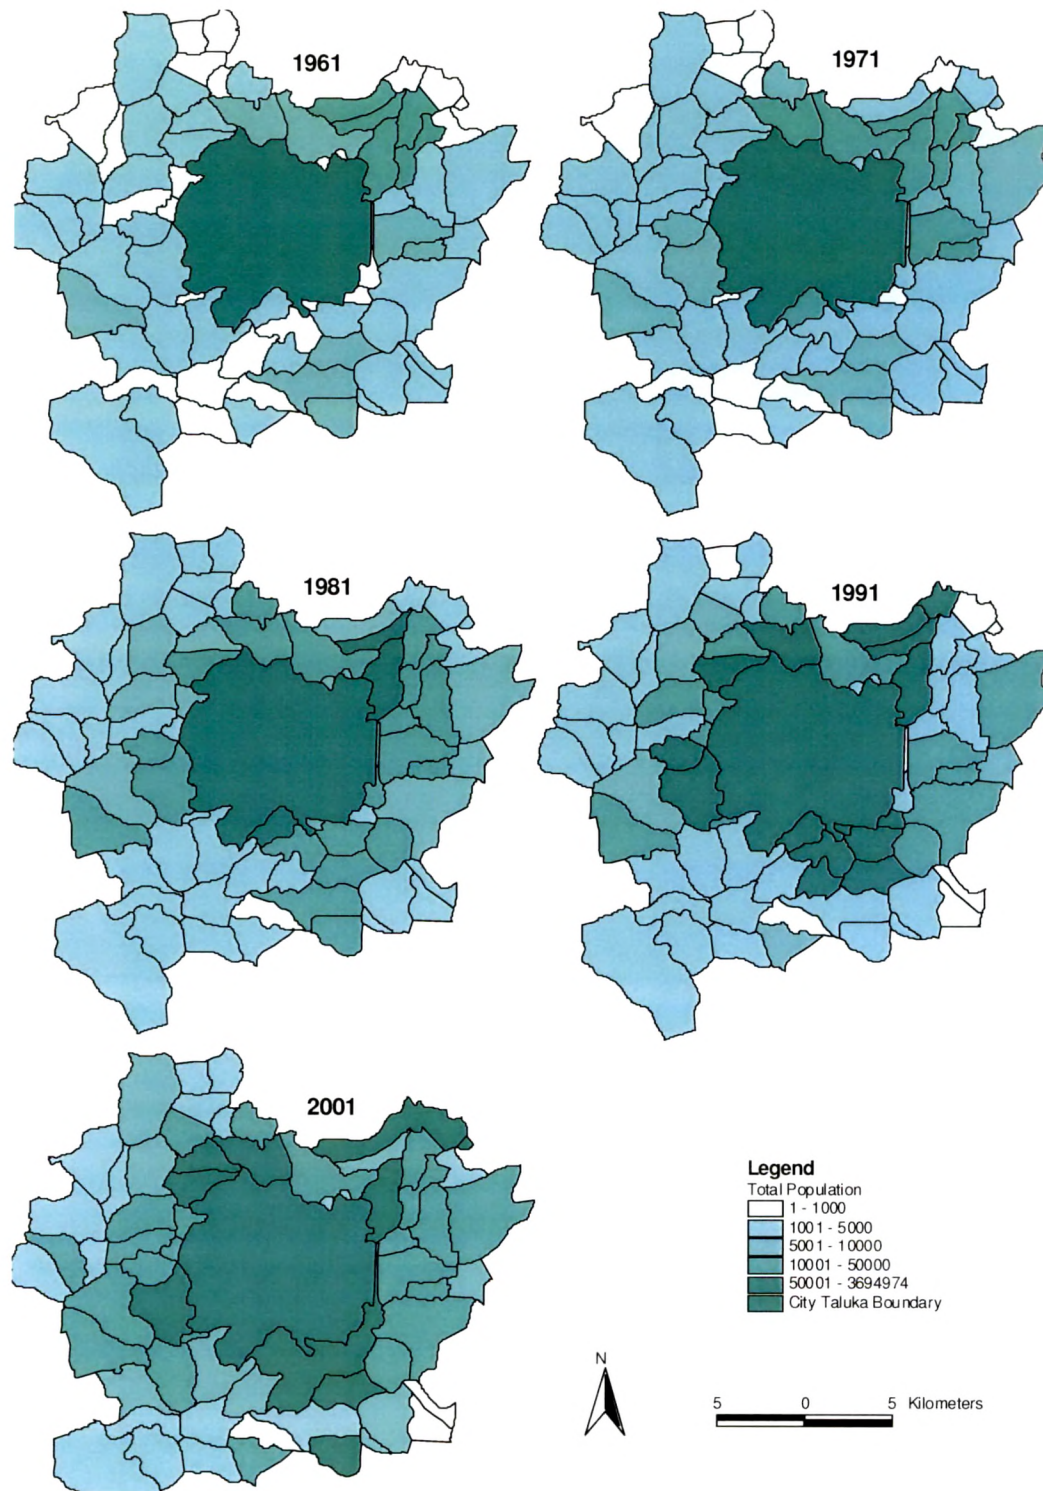 1961
1971
1981
1991
2001
Legend
Total Population
1 - 1000
1001 - 5000
5001 - 10000
10001 - 50000
50001 - 3694974
City Taluka Boundary
N
5 0 5 Kilometers